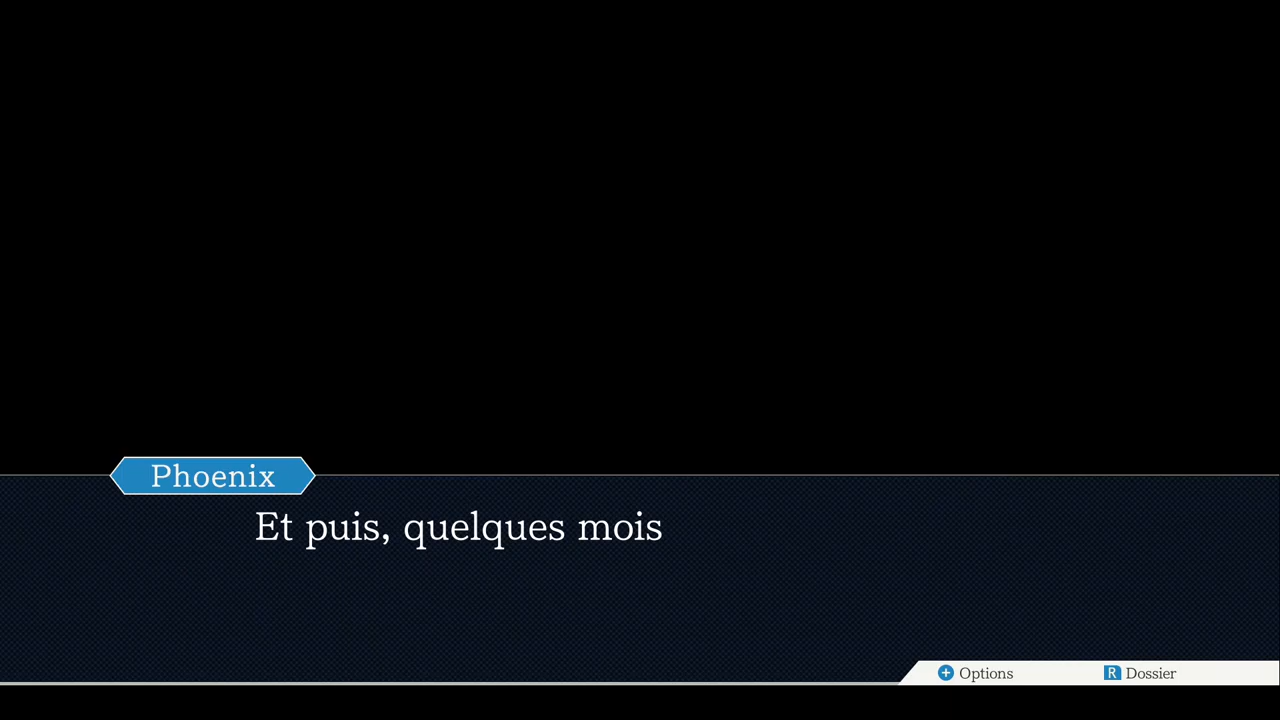 Phoenix
Et puis, quelques mois
+ Options R Dossier